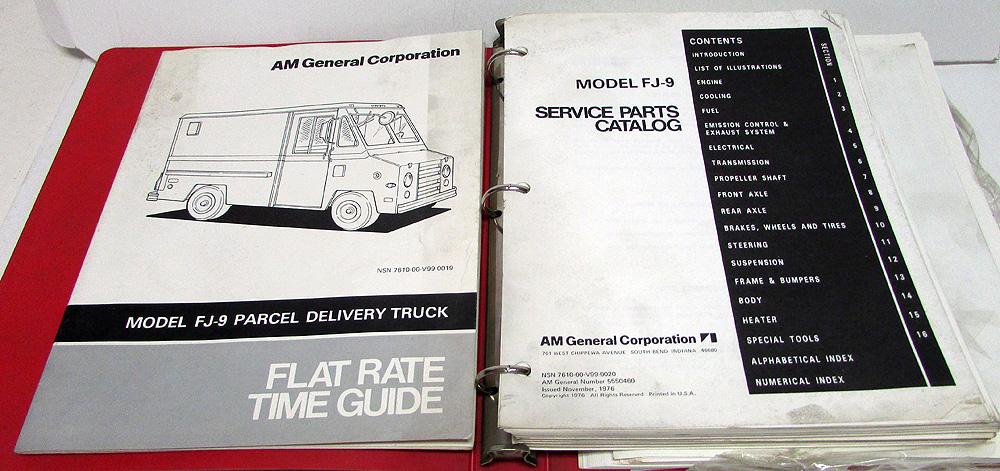 AM General Corporation
NSN 7610-00-V99 0019
MODEL FJ-9 PARCEL DELIVERY TRUCK
FLAT RATE
TIME GUIDE
MODEL FJ-9
SERVICE PARTS
CATALOG
AM General Corporation
701 WEST CHIPPEWA AVENUE SOUTH BEND INDIANA 46680
NSN 7610-00-V99 0020
AM General Number 5550460
Issued November, 1976
Copyright 1976 All Rights Reserved Printed in U.S.A.
CONTENTS
SECTION
INTRODUCTION
LIST OF ILLUSTRATIONS
ENGINE 1
COOLING 2
FUEL 3
EMISSION CONTROL &
EXHAUST SYSTEM 4
ELECTRICAL 5
TRANSMISSION 6
PROPELLER SHAFT 7
FRONT AXLE 8
REAR AXLE 9
BRAKES, WHEELS AND TIRES 10
STEERING 11
SUSPENSION 12
FRAME & BUMPERS 13
BODY 14
HEATER 15
SPECIAL TOOLS 16
ALPHABETICAL INDEX
NUMERICAL INDEX